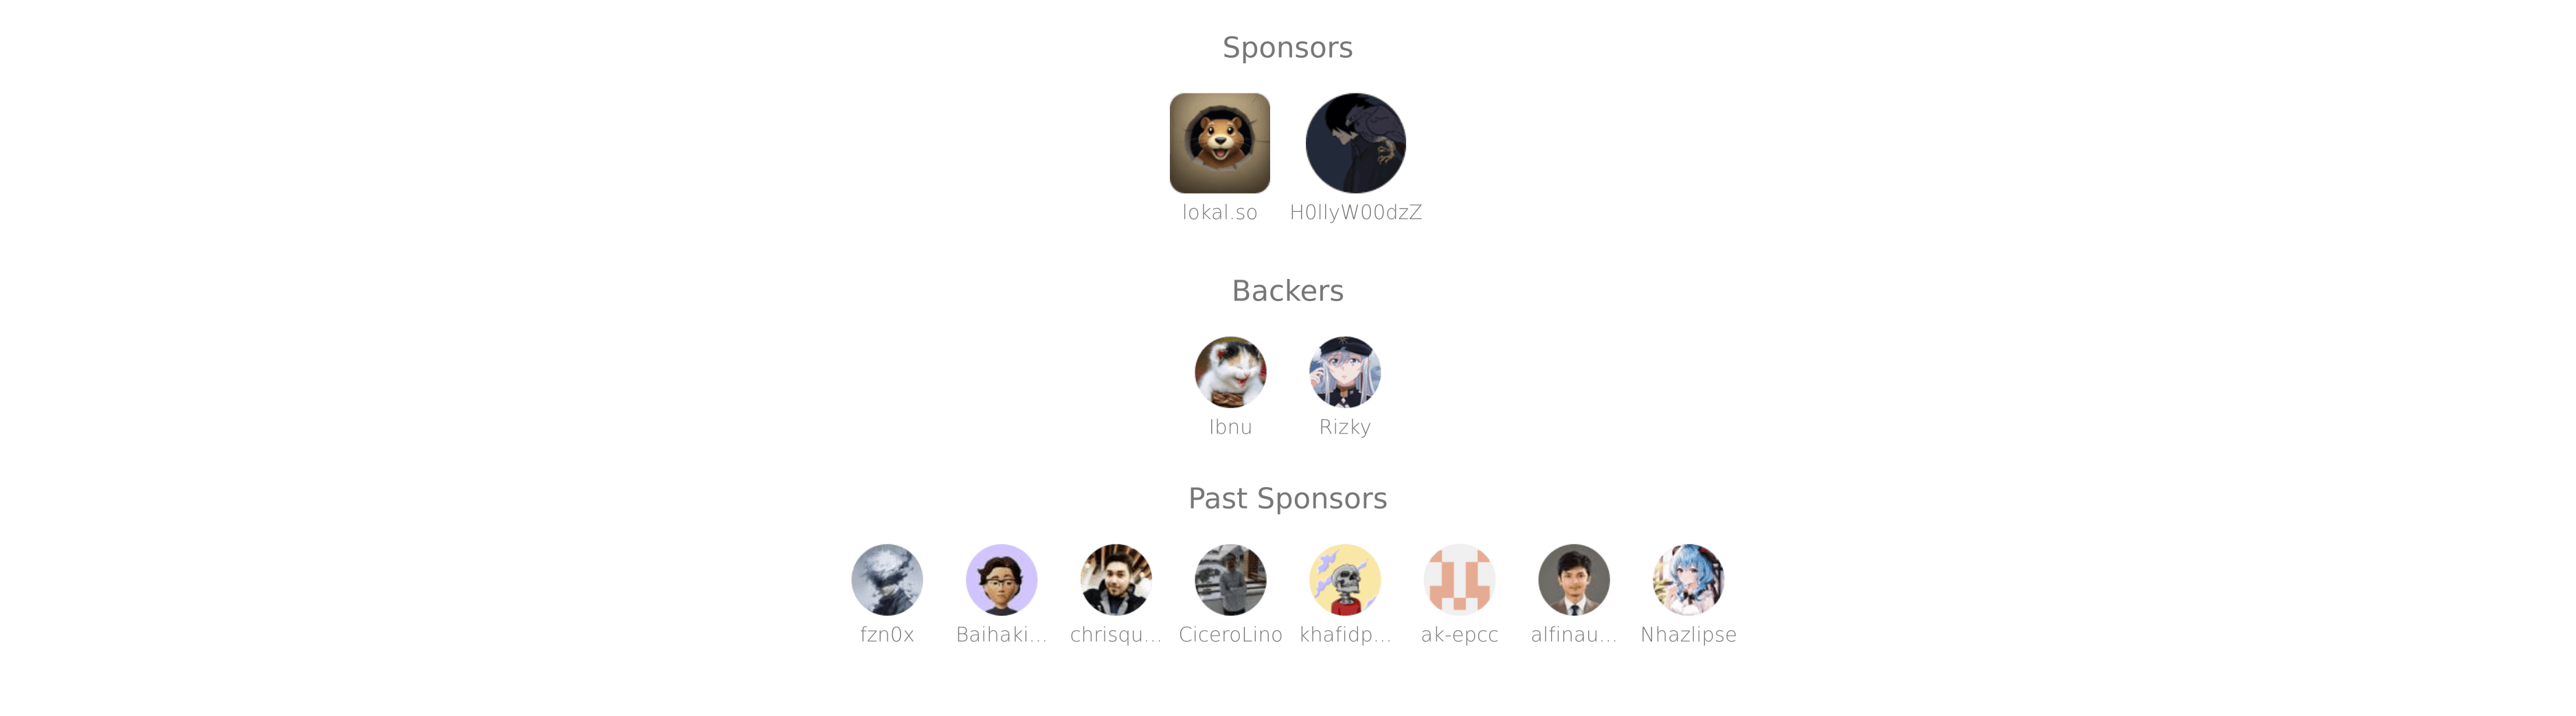 Sponsors
lokal.so H0llyW00dzZ
Backers
Ibnu Rizky
Past Sponsors
fzn0x Baihaki... chrisqu... CiceroLino khafidp... ak-epcc alfinau... Nhazlipse